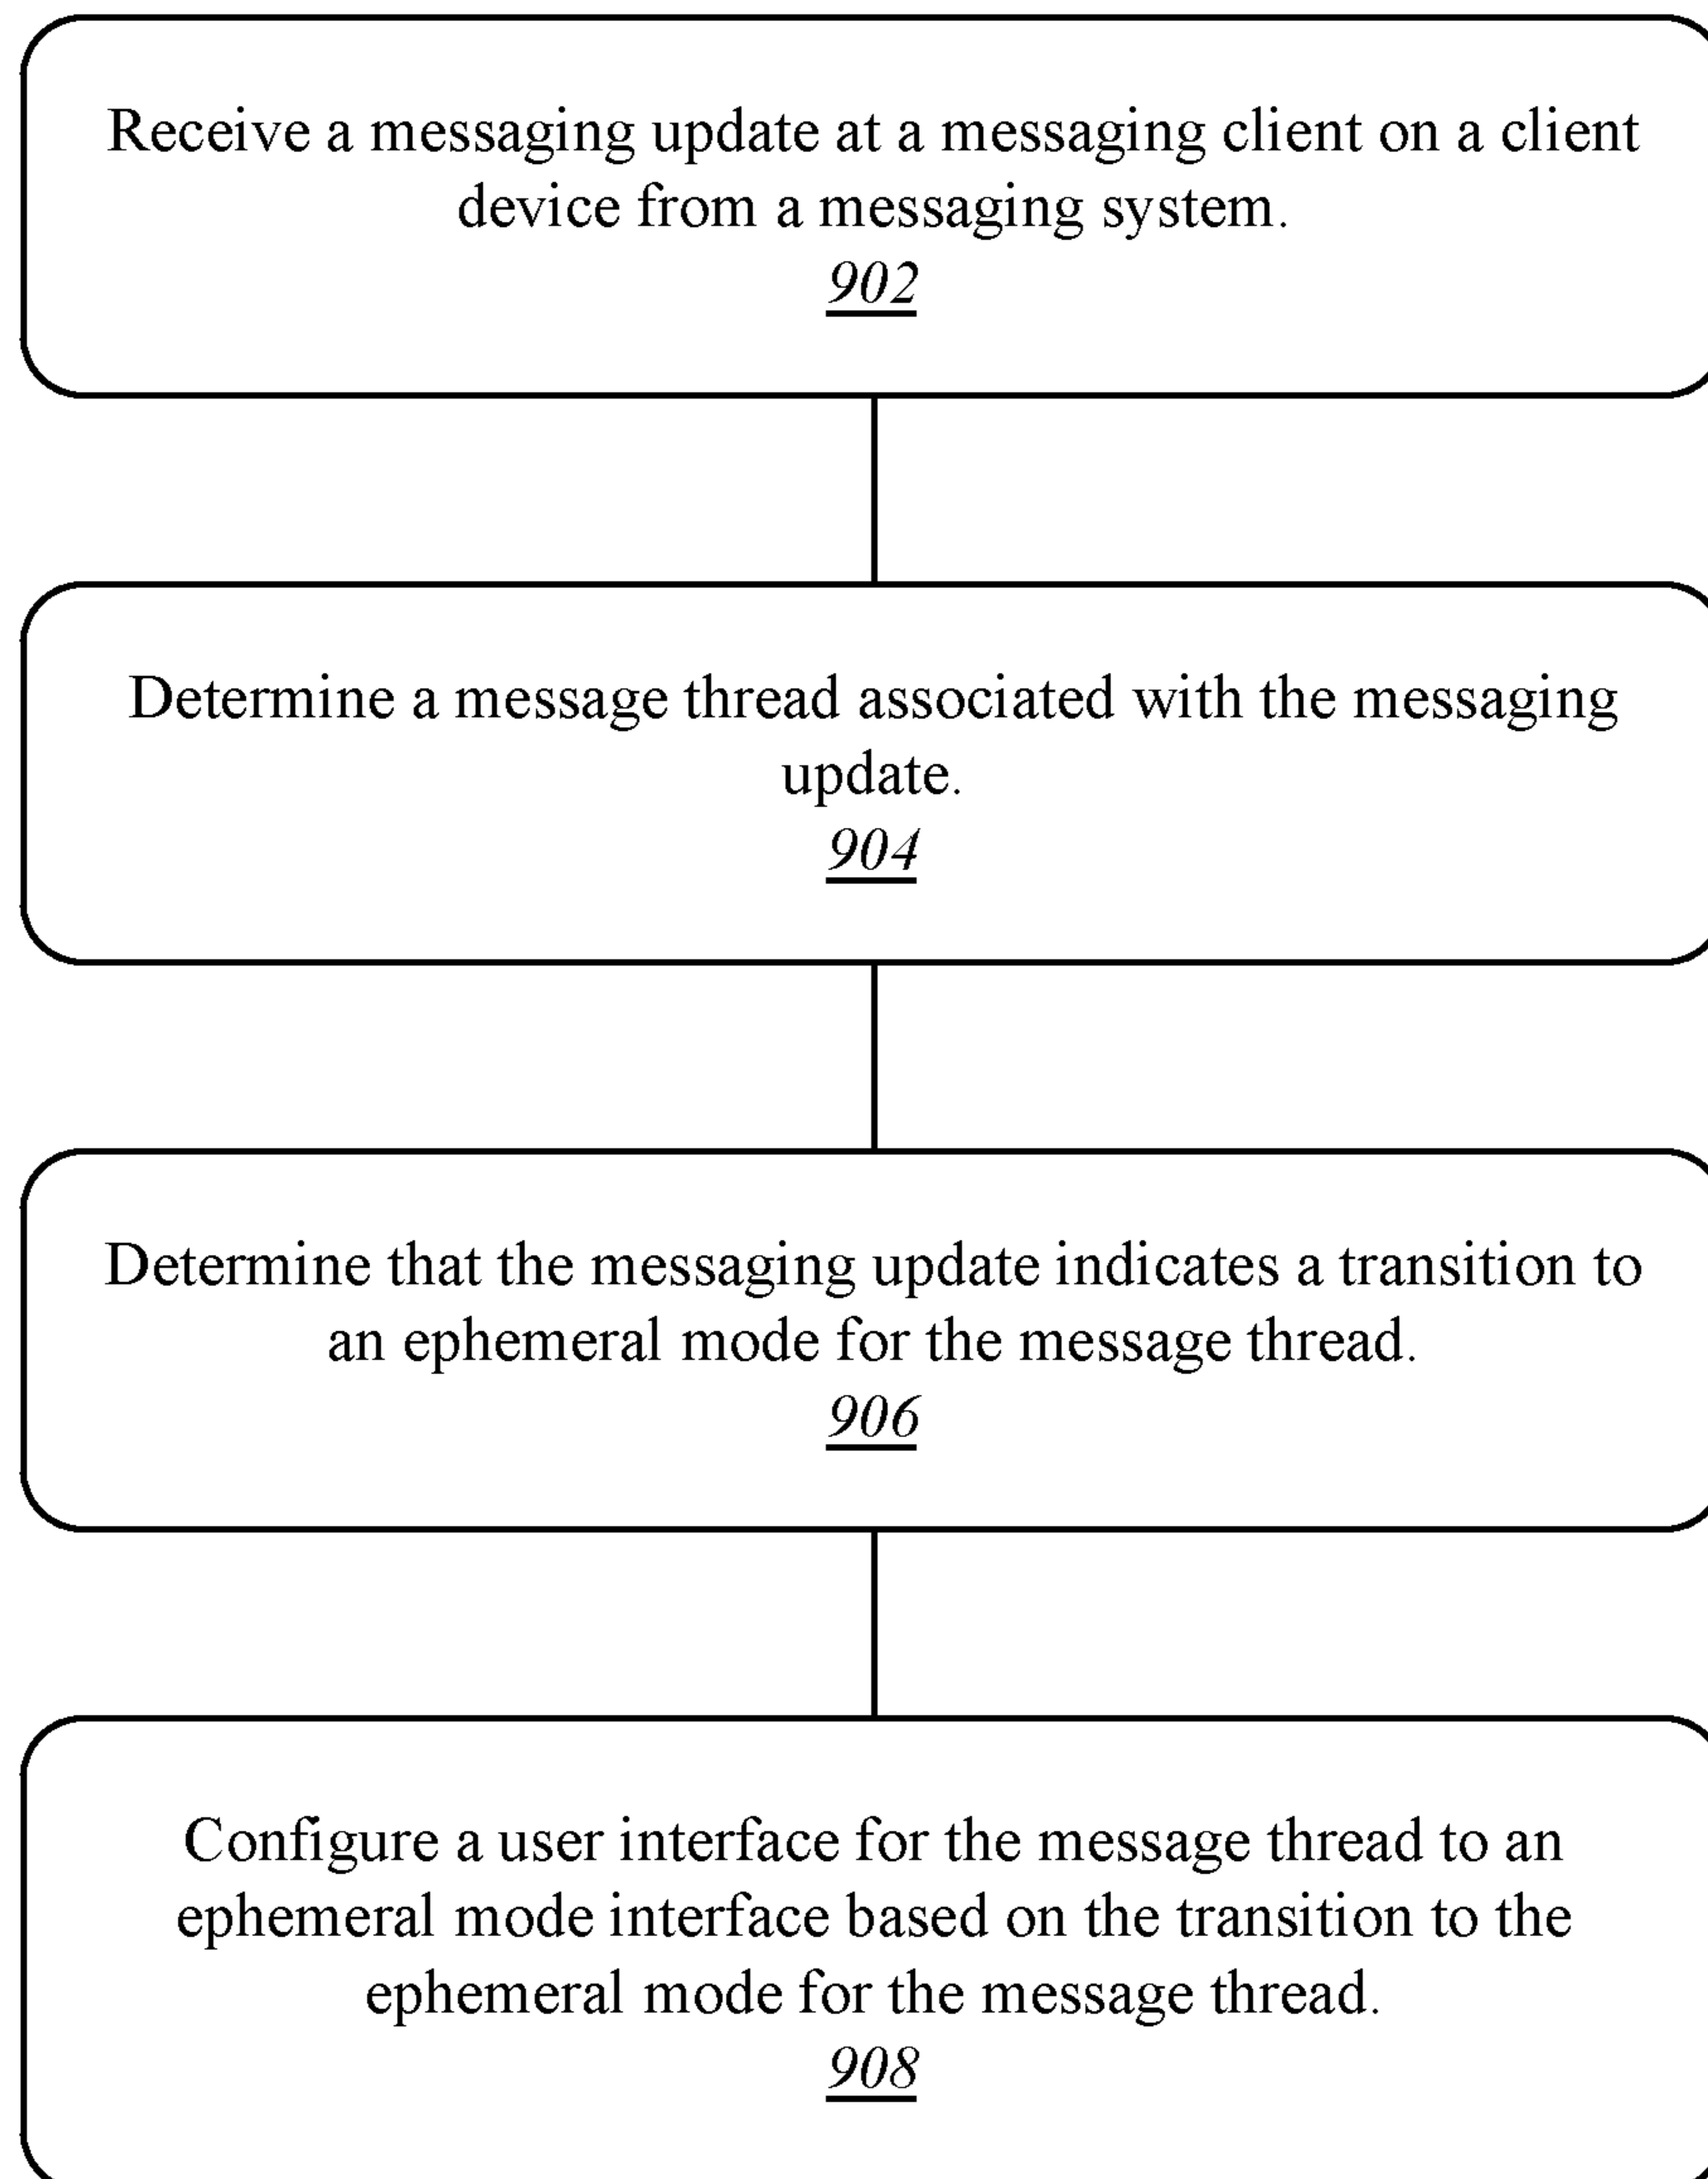 Receive a messaging update at a messaging client on a client
device from a messaging system.
902
Determine a message thread associated with the messaging
update.
904
Determine that the messaging update indicates a transition to
an ephemeral mode for the message thread.
906
Configure a user interface for the message thread to an
ephemeral mode interface based on the transition to the
ephemeral mode for the message thread.
908